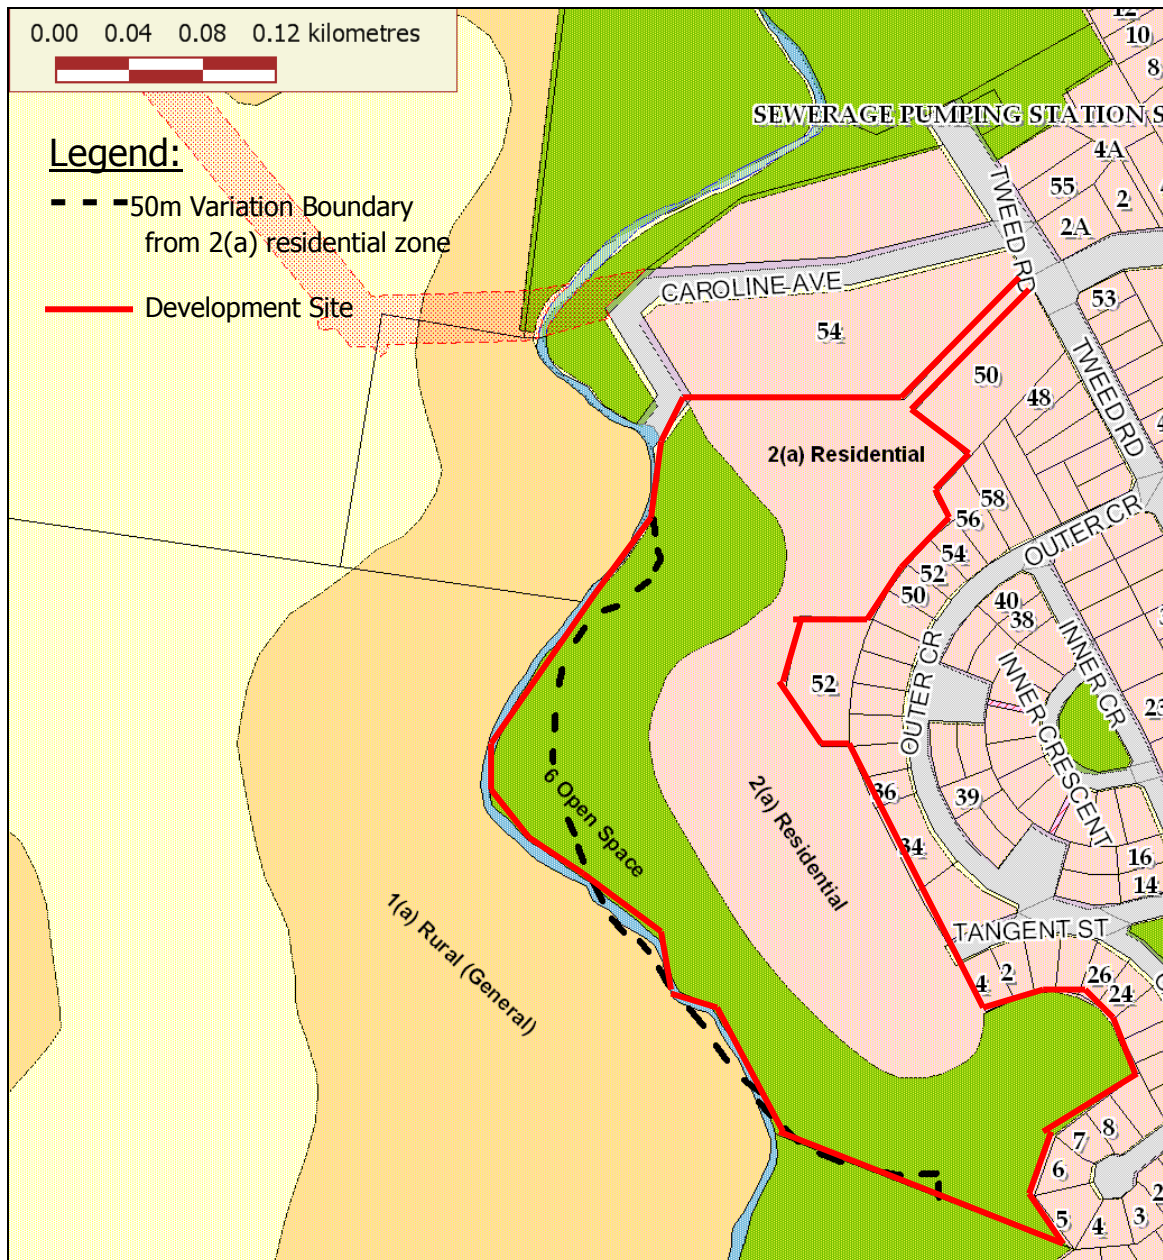 0.00 0.04 0.08 0.12 kilometres
Legend:
50m Variation Boundary
from 2(a) residential zone
Development Site
12
10
8
SEWERAGE PUMPING STATION S
4A
55
2
2A
TWEED RD
CAROLINE AVE
53
54
50
48
TWEED RD
2(a) Residential
58
56
54
52
50
OUTER CR
40
38
INNER CR
INNER CRESCENT
52
OUTER CR
23
36
39
34
16
14
6 Open Space
2(a) Residential
1(a) Rural (General)
TANGENT ST
4
2
26
24
8
7
6
5
4
3
2